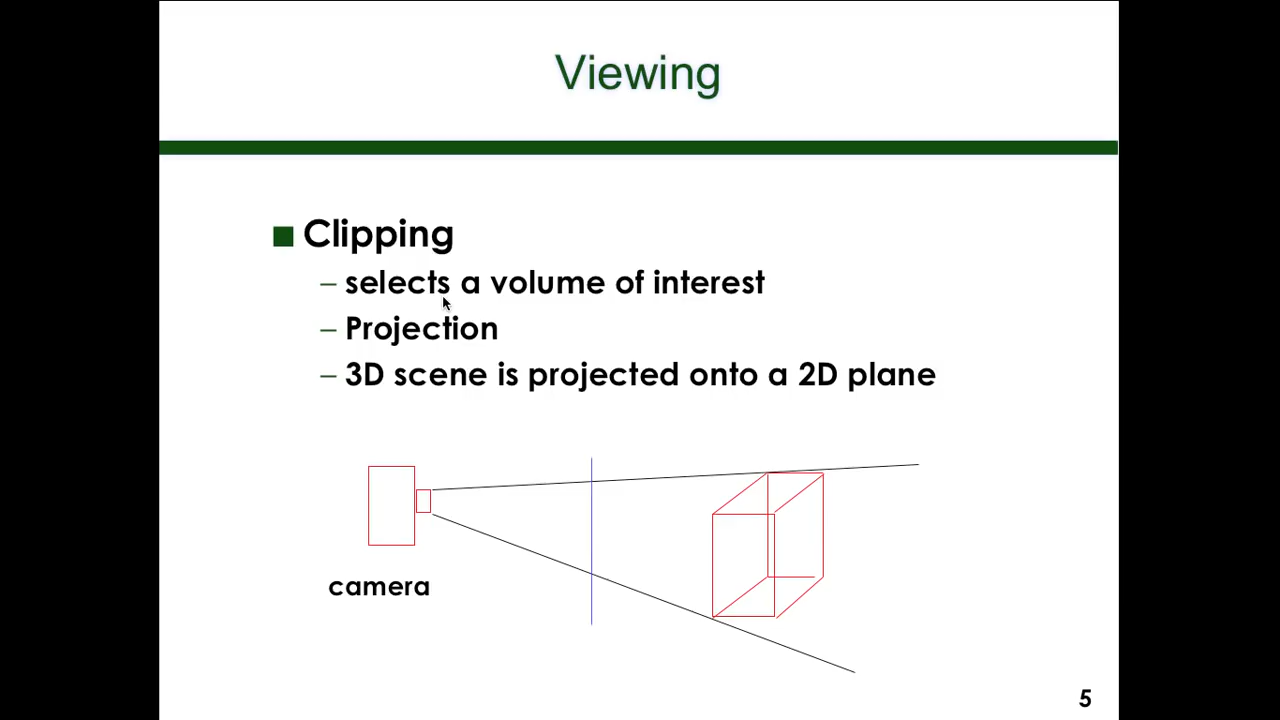 Viewing
Clipping
– selects a volume of interest
– Projection
– 3D scene is projected onto a 2D plane
camera
5